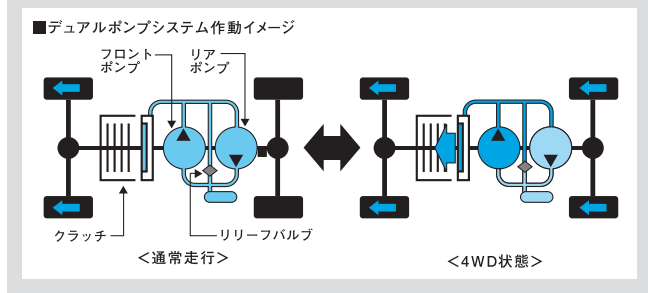 ■デュアルポンプシステム作動イメージ
フロント
ポンプ
リア
ポンプ
クラッチ
リリーフバルブ
＜通常走行＞
＜4WD状態＞